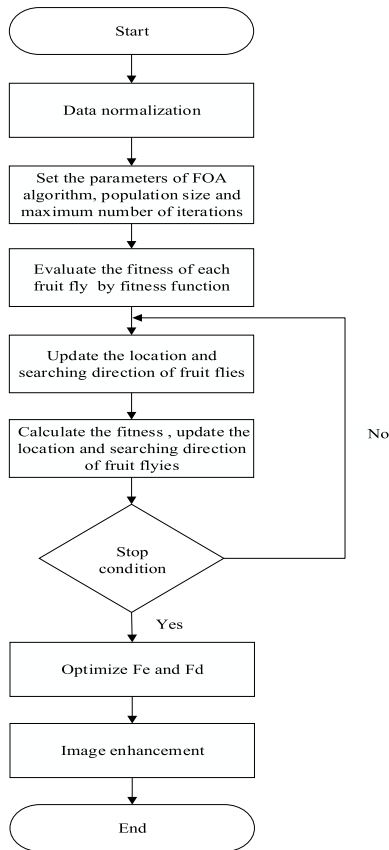 Start
Data normalization
Set the parameters of FOA
algorithm, population size and
maximum number of iterations
Evaluate the fitness of each
fruit fly by fitness function
Update the location and
searching direction of fruit flies
Calculate the fitness , update the
location and searching direction
of fruit flyies
No
Stop
condition
Yes
Optimize Fe and Fd
Image enhancement
End